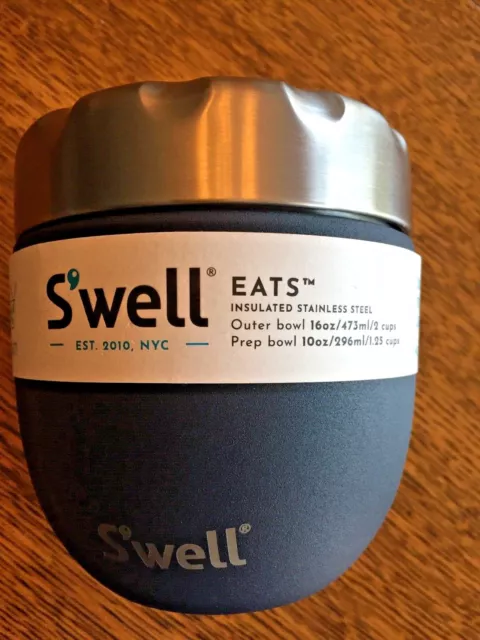 S'well®
EST. 2010, NYC
EATS™
INSULATED STAINLESS STEEL
Outer bowl 16oz/473ml/2 cups
Prep bowl 10oz/296ml/1.25 cups
S'well®